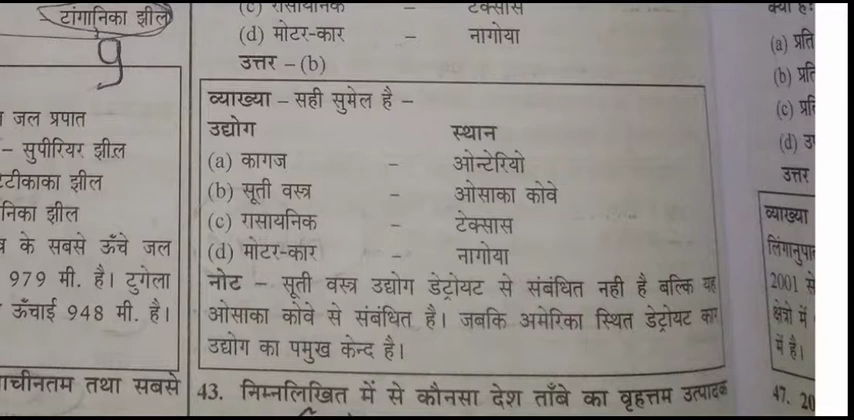 टांगानिका झील
g
जल प्रपात
– सुपीरियर झील
टीकाका झील
निका झील
के सबसे ऊँचे जल
979 मी. है। टुगेला
ऊँचाई 948 मी. है।
चीनतम तथा सबसे
(c) रासायनिक – टेक्सास
(d) मोटर-कार – नागोया
उत्तर –(b)
व्याख्या – सही सुमेल है –
उद्योग स्थान
(a) कागज – ओन्टेरियो
(b) सूती वस्त्र – ओसाका कोवे
(c) रासायनिक – टेक्सास
(d) मोटर-कार – नागोया
नोट – सूती वस्त्र उद्योग डेट्रोयट से संबंधित नही है बल्कि यह
ओसाका कोवे से संबंधित है। जबकि अमेरिका स्थित डेट्रोयट कार
उद्योग का पमुख केन्द है।
43. निम्नलिखित में से कौनसा देश ताँबे का वृहत्तम उत्पादक
क्या है:
(a) प्रति
(b) प्रति
(c) प्रति
(d)
उत्तर
व्याख्या
लिंगानुपात
2001 से
क्षेत्रो में
में है।
47. 20